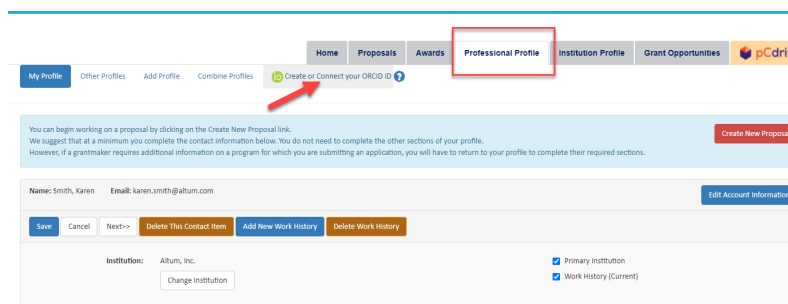 Home Proposals Awards Professional Profile Institution Profile Grant Opportunities pCdri
My Profile Other Profiles Add Profile Combine Profiles iD Create or Connect your ORCID iD ?
You can begin working on a proposal by clicking on the Create New Proposal link.
We suggest that at a minimum you complete the contact information below. You do not need to complete the other sections of your profile.
However, if a grantmaker requires additional information on a program for which you are submitting an application, you will have to return to your profile to complete their required sections.
Create New Proposa
Name: Smith, Karen Email: karen.smith@altum.com
Edit Account Information
Save Cancel Next>> Delete This Contact Item Add New Work History Delete Work History
Institution: Altum, Inc. Primary Institution
Change Institution Work History (Current)